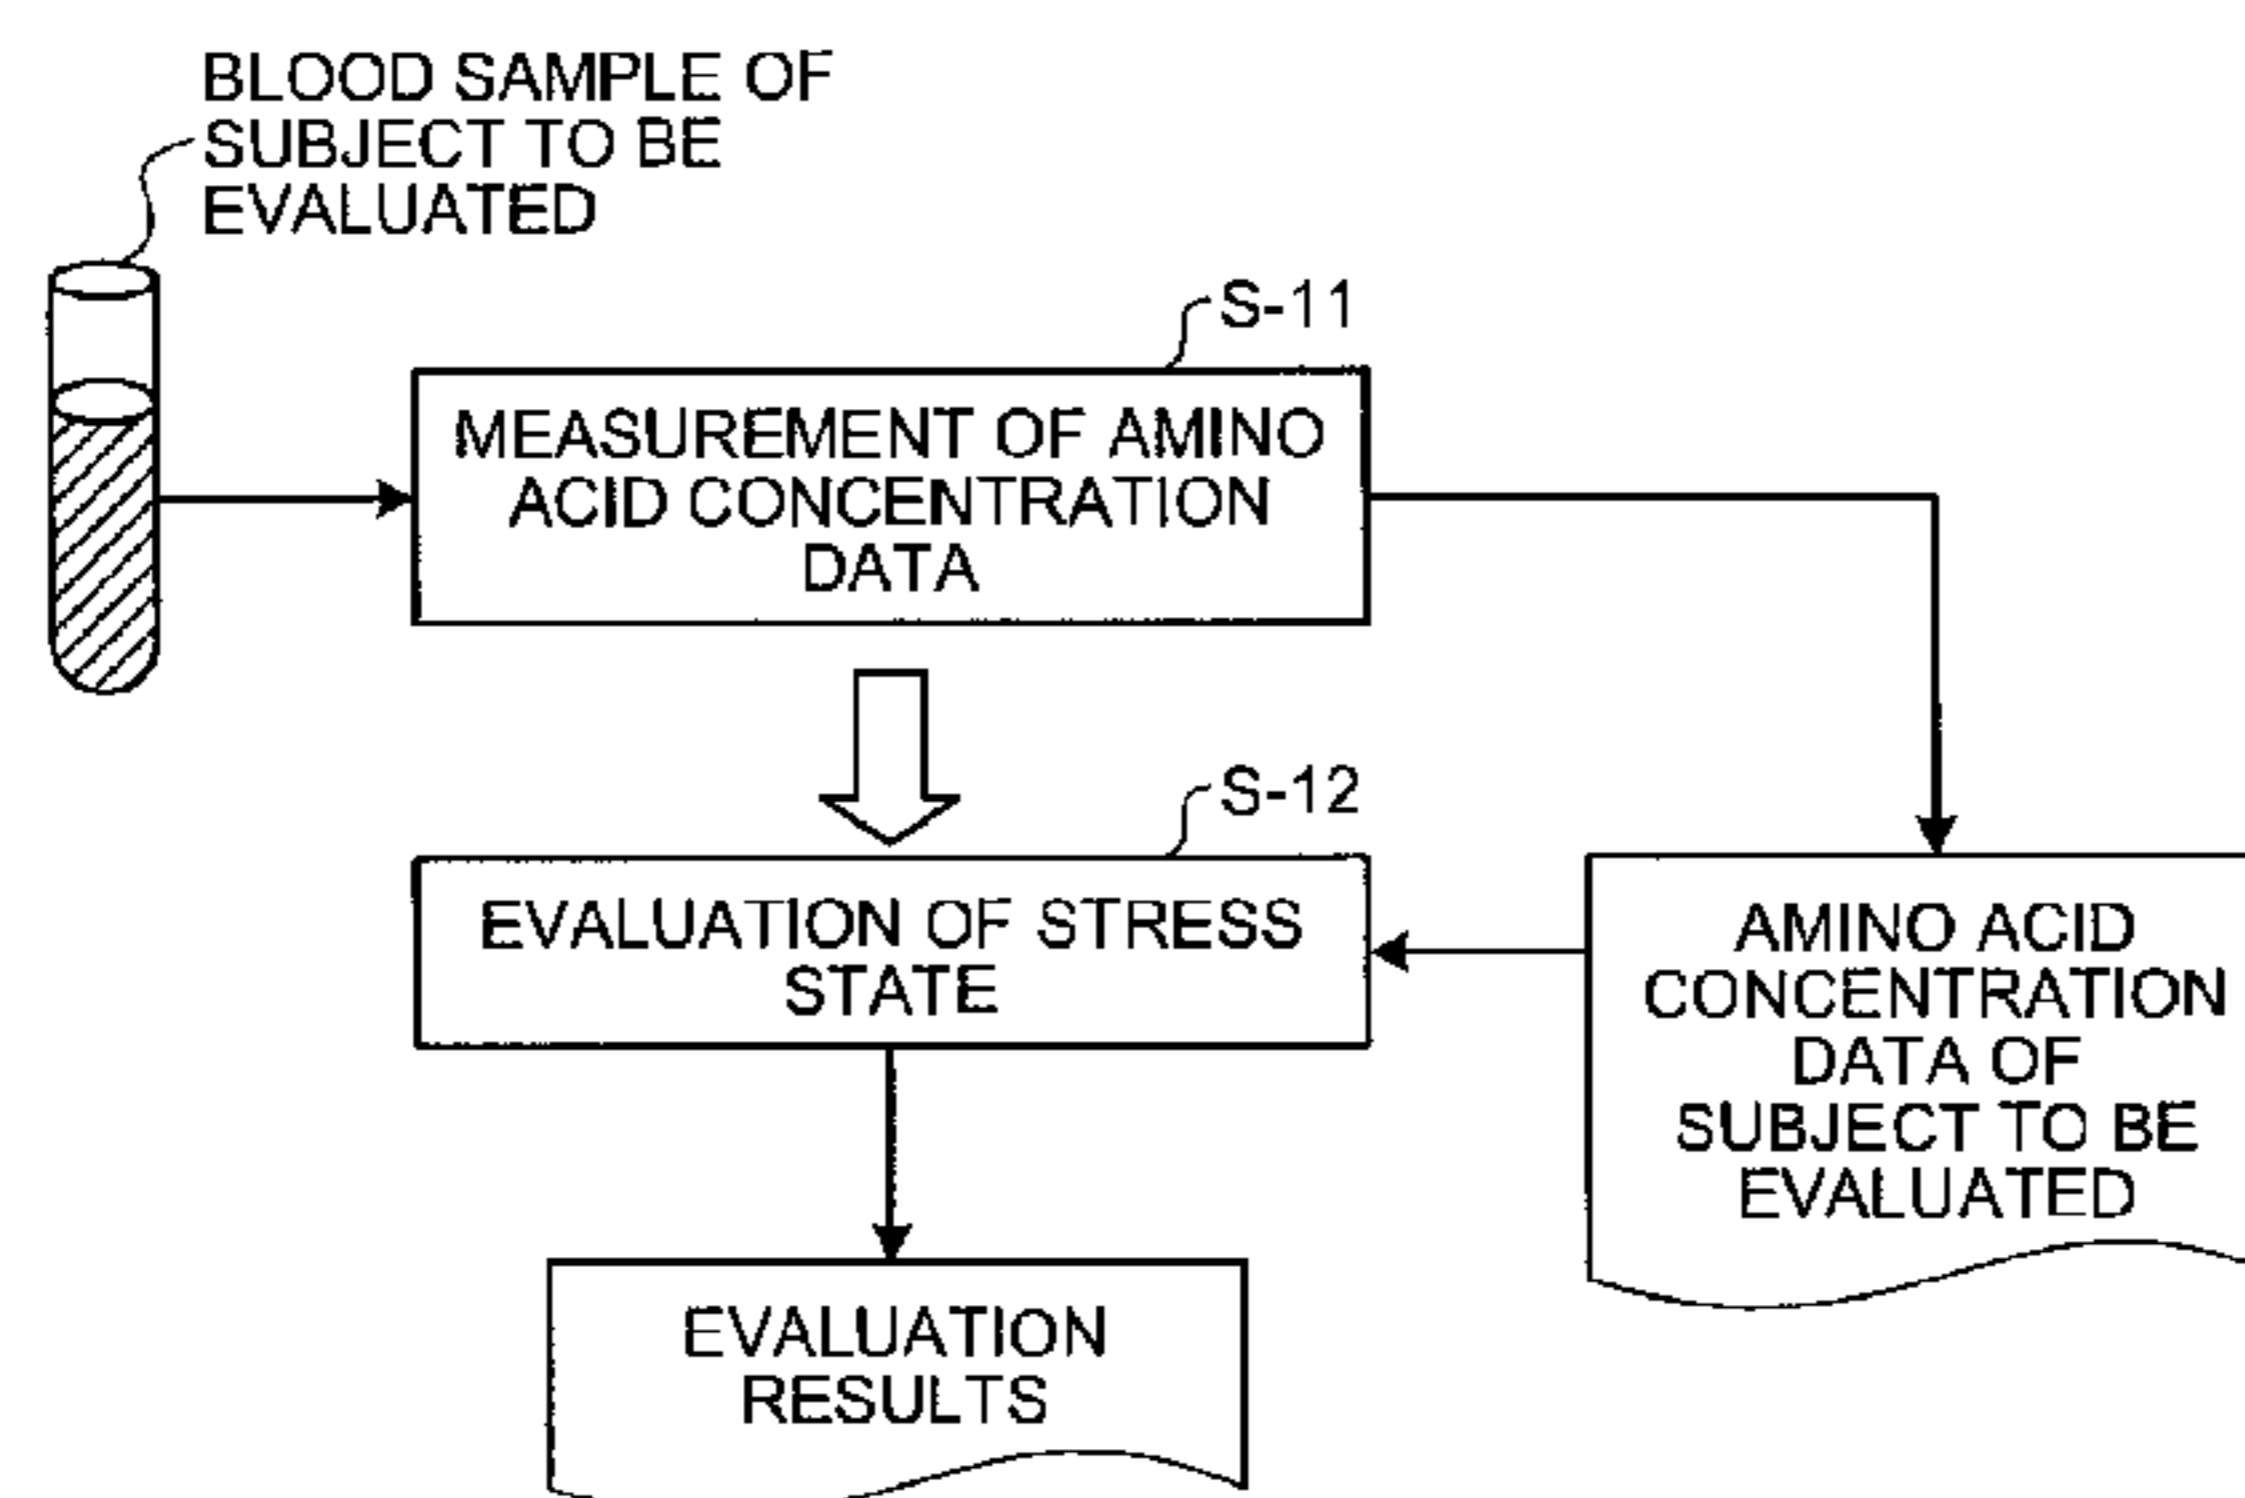 BLOOD SAMPLE OF
SUBJECT TO BE
EVALUATED
S-11
MEASUREMENT OF AMINO
ACID CONCENTRATION
DATA
S-12
EVALUATION OF STRESS
STATE
AMINO ACID
CONCENTRATION
DATA OF
SUBJECT TO BE
EVALUATED
EVALUATION
RESULTS